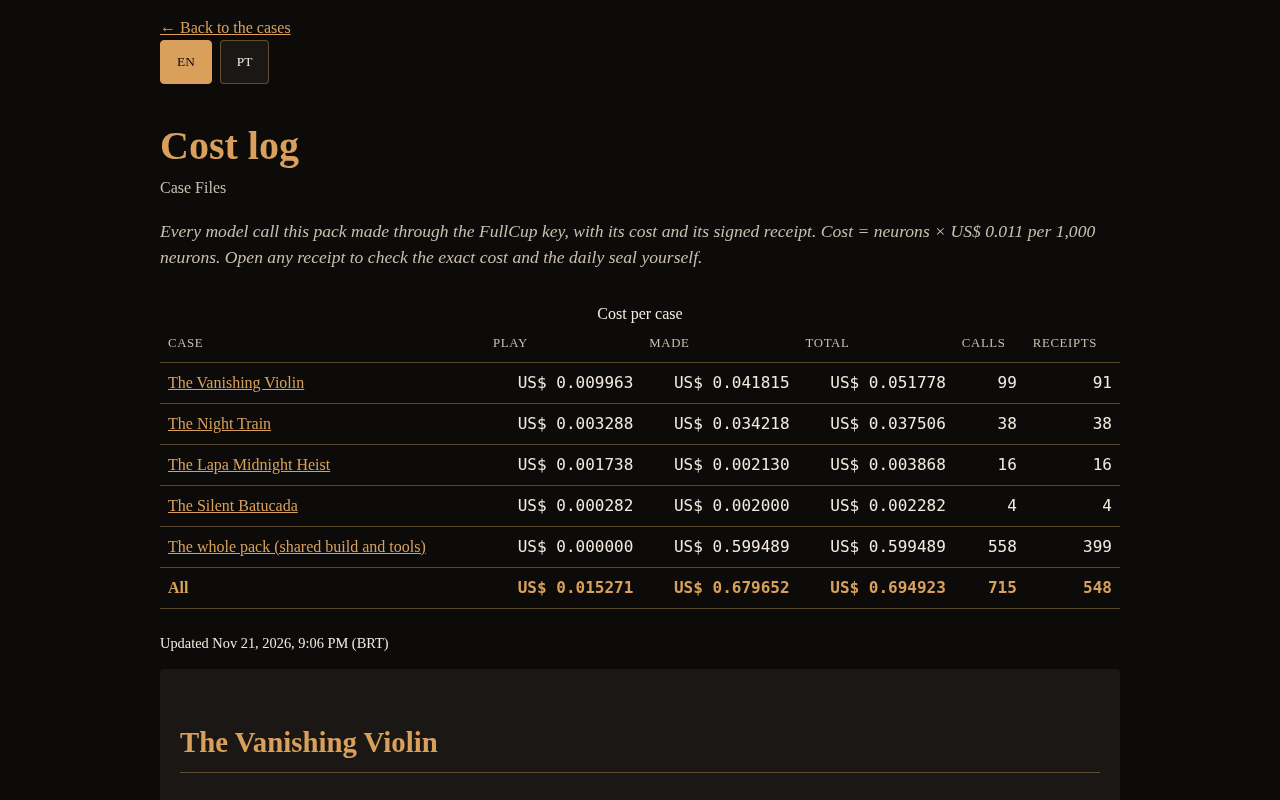 ← Back to the cases
EN PT
Cost log
Case Files
Every model call this pack made through the FullCup key, with its cost and its signed receipt. Cost = neurons × US$ 0.011 per 1,000
neurons. Open any receipt to check the exact cost and the daily seal yourself.
Cost per case
CASE PLAY MADE TOTAL CALLS RECEIPTS
The Vanishing Violin US$ 0.009963 US$ 0.041815 US$ 0.051778 99 91
The Night Train US$ 0.003288 US$ 0.034218 US$ 0.037506 38 38
The Lapa Midnight Heist US$ 0.001738 US$ 0.002130 US$ 0.003868 16 16
The Silent Batucada US$ 0.000282 US$ 0.002000 US$ 0.002282 4 4
The whole pack (shared build and tools) US$ 0.000000 US$ 0.599489 US$ 0.599489 558 399
All US$ 0.015271 US$ 0.679652 US$ 0.694923 715 548
Updated Nov 21, 2026, 9:06 PM (BRT)
The Vanishing Violin